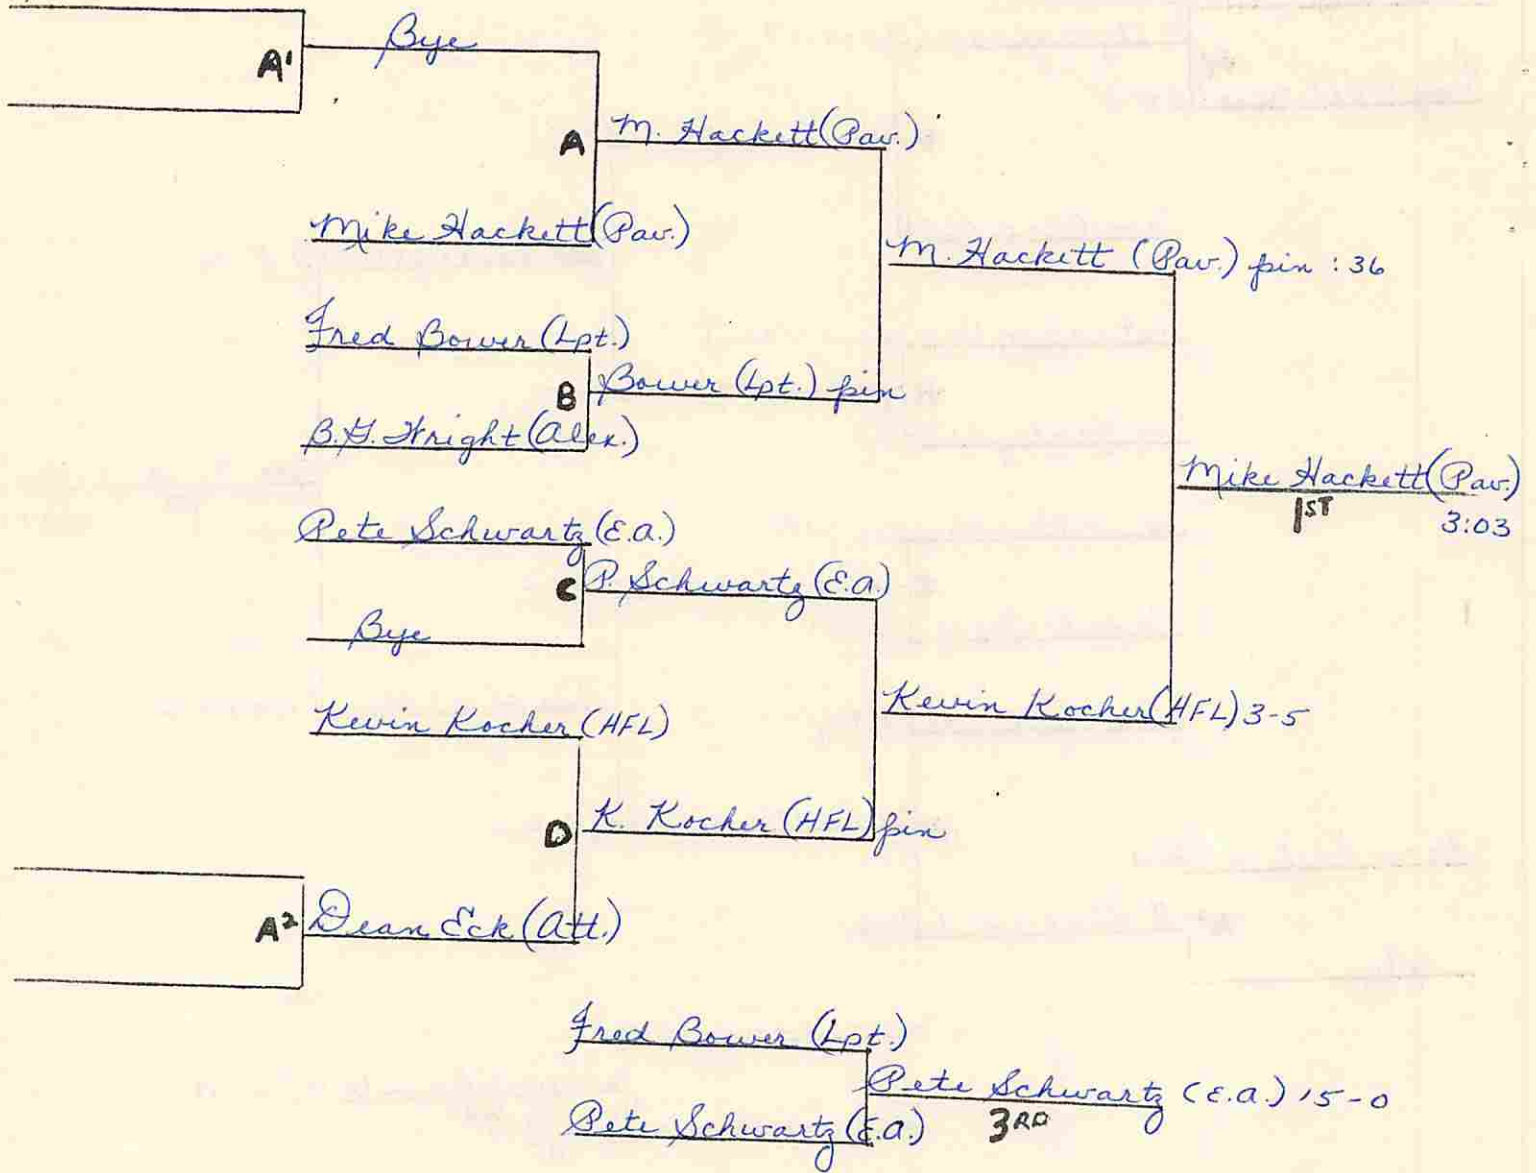 Bye
A¹
M. Hackett (Pav.)
A
Mike Hackett (Pav.)
M. Hackett (Pav.) pin :36
Fred Bower (Lpt.)
Bower (Lpt.) pin
B
B.G. Wright (Alex.)
Mike Hackett (Pav.)
1ST
3:03
Pete Schwartz (E.A.)
P. Schwartz (E.A)
C
Bye
Kevin Kocher (HFL) 3-5
Kevin Kocher (HFL)
K. Kocher (HFL) pin
D
A² Dean Eck (Att.)
Fred Bower (Lpt.)
Pete Schwartz (E.A.) 15-0
3RD
Pete Schwartz (E.A.)